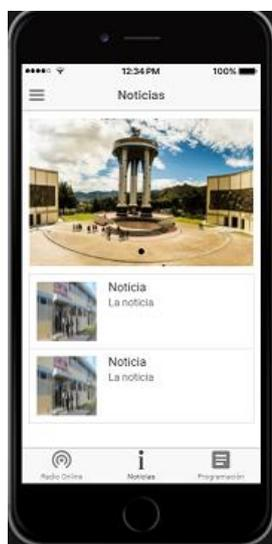 12:34 PM
100%
Noticias
Noticia
La noticia
Noticia
La noticia
Radio Online
Noticias
Programación